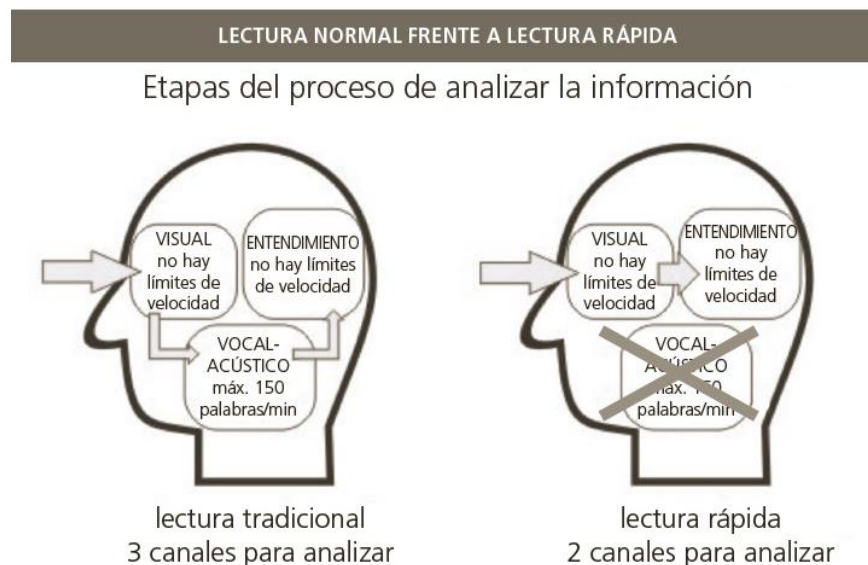 LECTURA NORMAL FRENTE A LECTURA RÁPIDA
Etapas del proceso de analizar la información
VISUAL
no hay
límites de
velocidad
ENTENDIMIENTO
no hay límites
de velocidad
VOCAL-
ACÚSTICO
máx. 150
palabras/min
lectura tradicional
3 canales para analizar
VISUAL
no hay
límites de
velocidad
ENTENDIMIENTO
no hay
límites de
velocidad
VOCAL-
ACÚSTICO
máx. 150
palabras/min
lectura rápida
2 canales para analizar